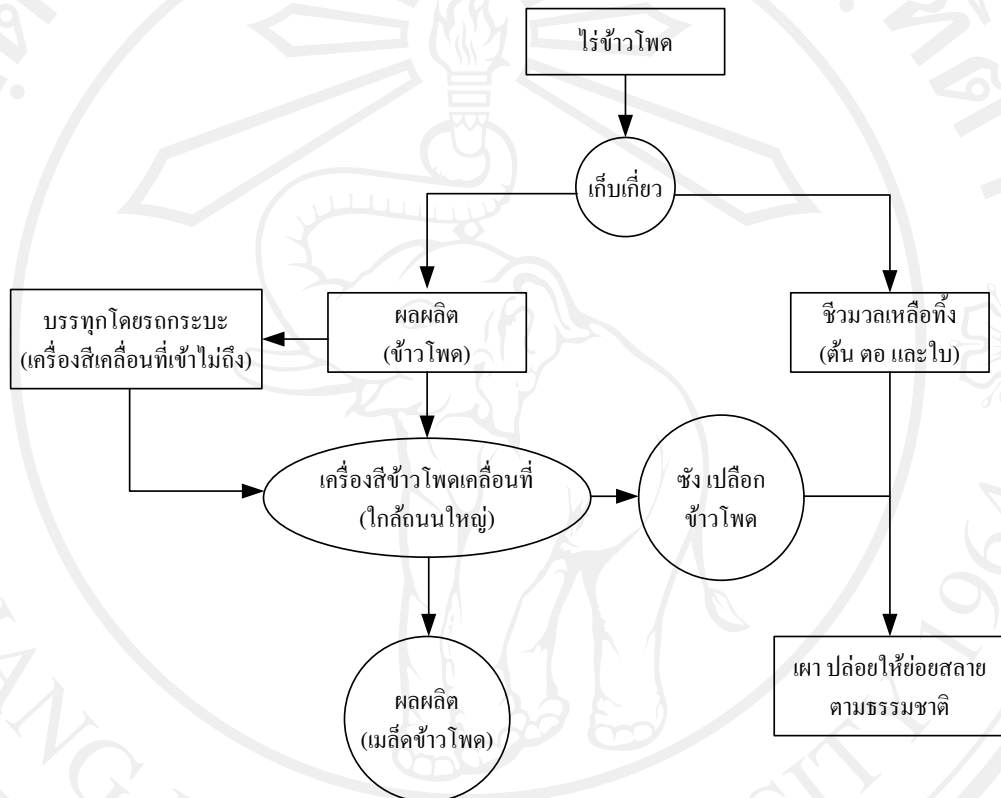 ไร่ข้าวโพด
เก็บเกี่ยว
บรรทุกโดยรถกระบะ
(เครื่องสีเคลื่อนที่เข้าไม่ถึง)
ผลผลิต
(ข้าวโพด)
ชีวมวลเหลือทิ้ง
(ต้น ตอ และใบ)
เครื่องสีข้าวโพดเคลื่อนที่
(ใกล้ถนนใหญ่)
ซัง เปลือก
ข้าวโพด
ผลผลิต
(เมล็ดข้าวโพด)
เผา ปล่อยให้ย่อยสลาย
ตามธรรมชาติ
1964